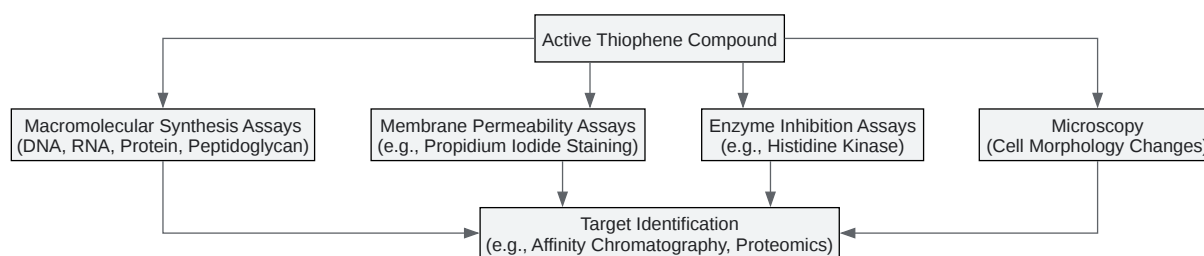 Active Thiophene Compound
Macromolecular Synthesis Assays
(DNA, RNA, Protein, Peptidoglycan)
Membrane Permeability Assays
(e.g., Propidium Iodide Staining)
Enzyme Inhibition Assays
(e.g., Histidine Kinase)
Microscopy
(Cell Morphology Changes)
Target Identification
(e.g., Affinity Chromatography, Proteomics)